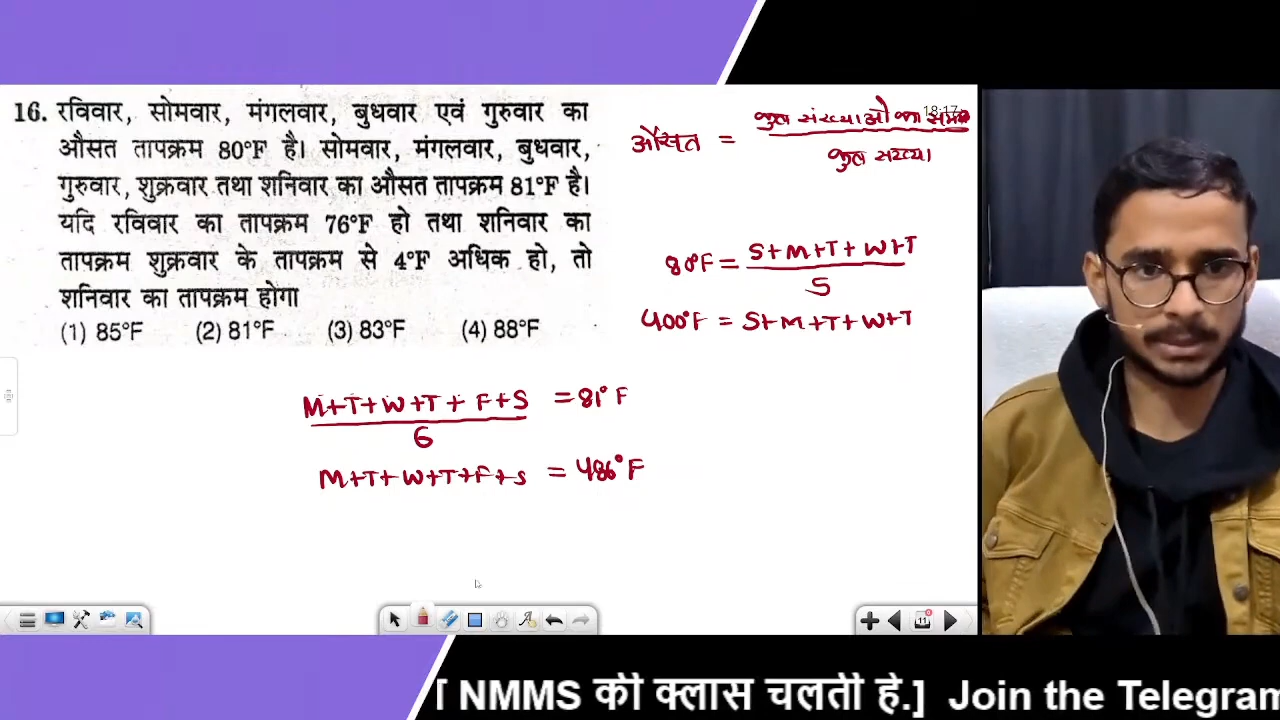 16. रविवार, सोमवार, मंगलवार, बुधवार एवं गुरुवार का
औसत तापक्रम 80°F है। सोमवार, मंगलवार, बुधवार,
गुरुवार, शुक्रवार तथा शनिवार का औसत तापक्रम 81°F है।
यदि रविवार का तापक्रम 76°F हो तथा शनिवार का
तापक्रम शुक्रवार के तापक्रम से 4°F अधिक हो, तो
शनिवार का तापक्रम होगा
(1) 85°F (2) 81°F (3) 83°F (4) 88°F
18:17
औसत = कुल संख्याओ का
कुल संख्या
80°F = S+M+T+W+T
5
400°F = S+M+T+W+T
M+T+W+T+F+S = 81°F
6
M+T+W+T+F+S = 486°F
11
NMMS की क्लास चलती हे.] Join the Telegram